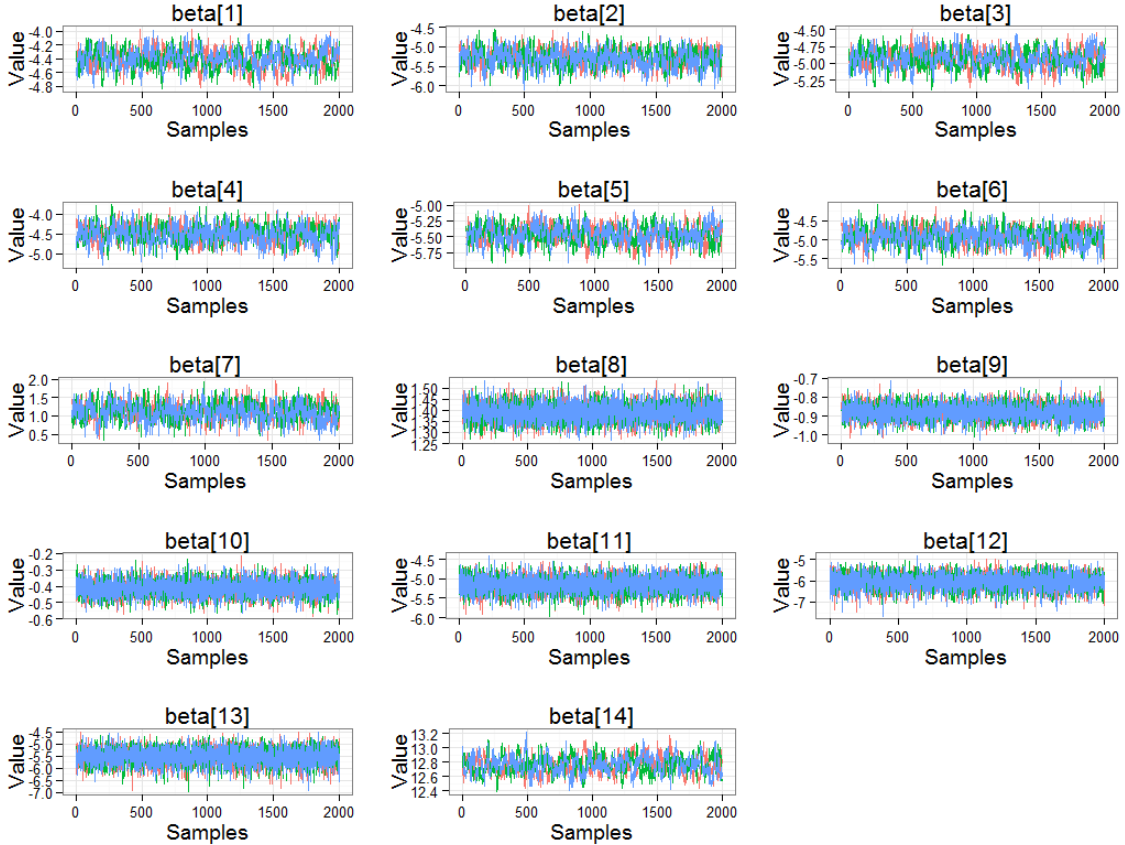 beta[1] beta[2] beta[3]
Value -4.0 -4.2 -4.4 -4.6 -4.8
0 500 1000 1500 2000
Samples
Value -4.5 -5.0 -5.5 -6.0
0 500 1000 1500 2000
Samples
Value -4.50 -4.75 -5.00 -5.25
0 500 1000 1500 2000
Samples
beta[4] beta[5] beta[6]
Value -4.0 -4.5 -5.0
0 500 1000 1500 2000
Samples
Value -5.00 -5.25 -5.50 -5.75
0 500 1000 1500 2000
Samples
Value -4.5 -5.0 -5.5
0 500 1000 1500 2000
Samples
beta[7] beta[8] beta[9]
Value 2.0 1.5 1.0 0.5
0 500 1000 1500 2000
Samples
Value 1.50 1.45 1.40 1.35 1.30 1.25
0 500 1000 1500 2000
Samples
Value -0.7 -0.8 -0.9 -1.0
0 500 1000 1500 2000
Samples
beta[10] beta[11] beta[12]
Value -0.2 -0.3 -0.4 -0.5 -0.6
0 500 1000 1500 2000
Samples
Value -4.5 -5.0 -5.5 -6.0
0 500 1000 1500 2000
Samples
Value -5 -6 -7
0 500 1000 1500 2000
Samples
beta[13] beta[14]
Value -4.5 -5.0 -5.5 -6.0 -6.5 -7.0
0 500 1000 1500 2000
Samples
Value 13.2 13.0 12.8 12.6 12.4
0 500 1000 1500 2000
Samples